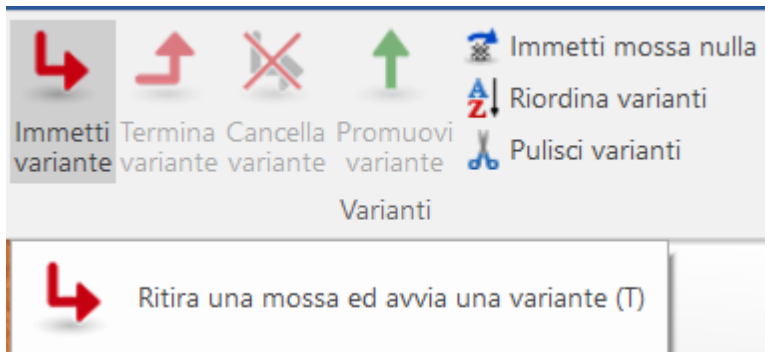 Immetti variante
Termina variante
Cancella variante
Promuovi variante
Immetti mossa nulla
A
Z
Riordina varianti
Pulisci varianti
Varianti
Ritira una mossa ed avvia una variante (T)